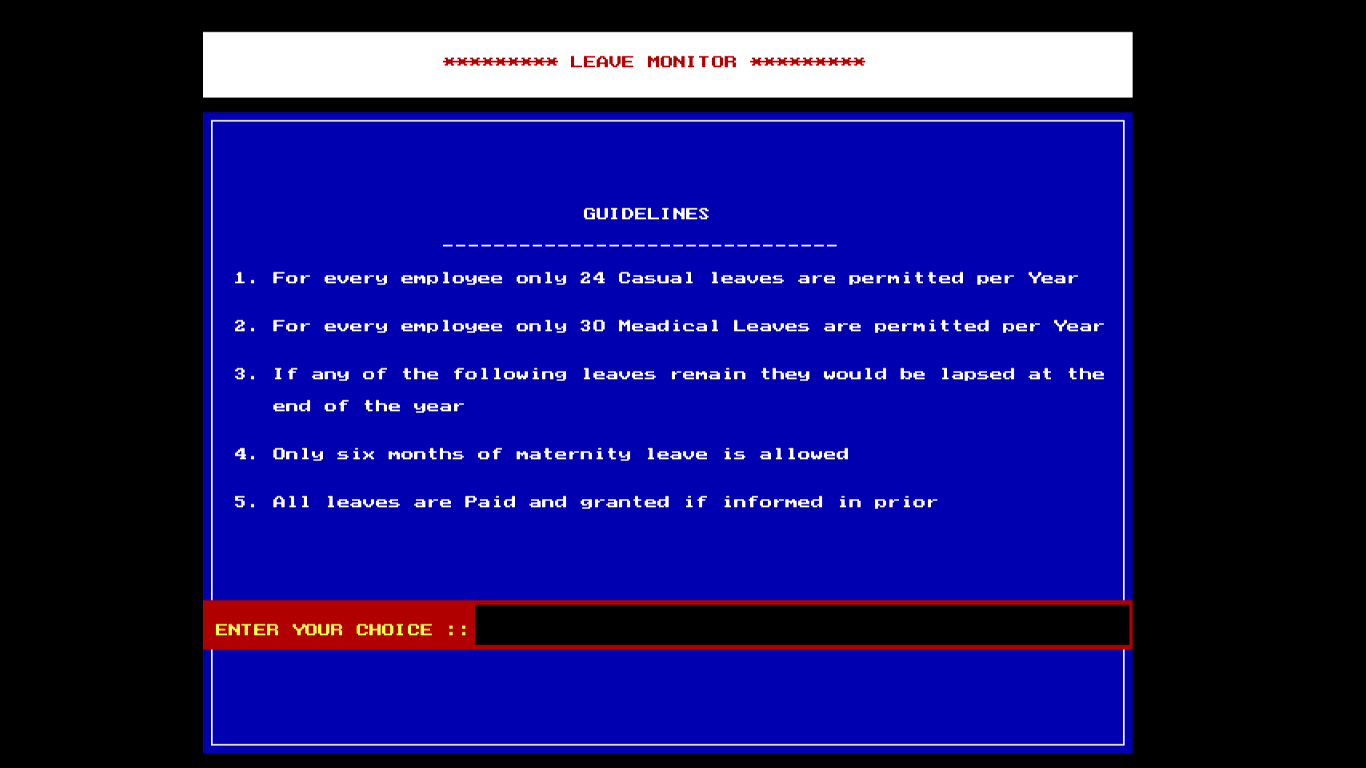 ********* LEAVE MONITOR *********
GUIDELINES
-------------------------------
1. For every employee only 24 Casual leaves are permitted per Year
2. For every employee only 30 Meadical Leaves are permitted per Year
3. If any of the following leaves remain they would be lapsed at the
end of the year
4. Only six months of maternity leave is allowed
5. All leaves are Paid and granted if informed in prior
ENTER YOUR CHOICE ::